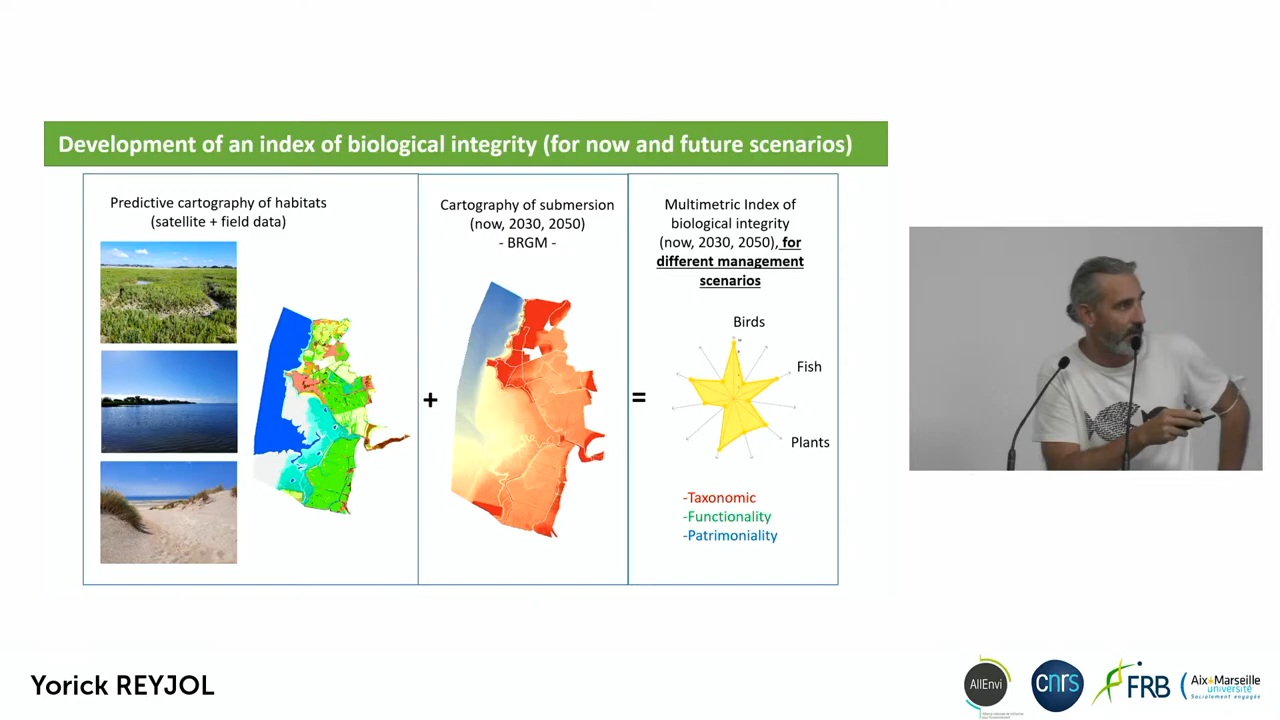 Development of an index of biological integrity (for now and future scenarios)
Predictive cartography of habitats
(satellite + field data)
Cartography of submersion
(now, 2030, 2050)
- BRGM -
Multimetric Index of
biological integrity
(now, 2030, 2050), for
different management
scenarios
+
=
Birds
Fish
Plants
-Taxonomic
-Functionality
-Patrimoniality
Yorick REYJOL
AllEnvi
cnrs
FRB
Aix Marseille
université
Socialement engagée